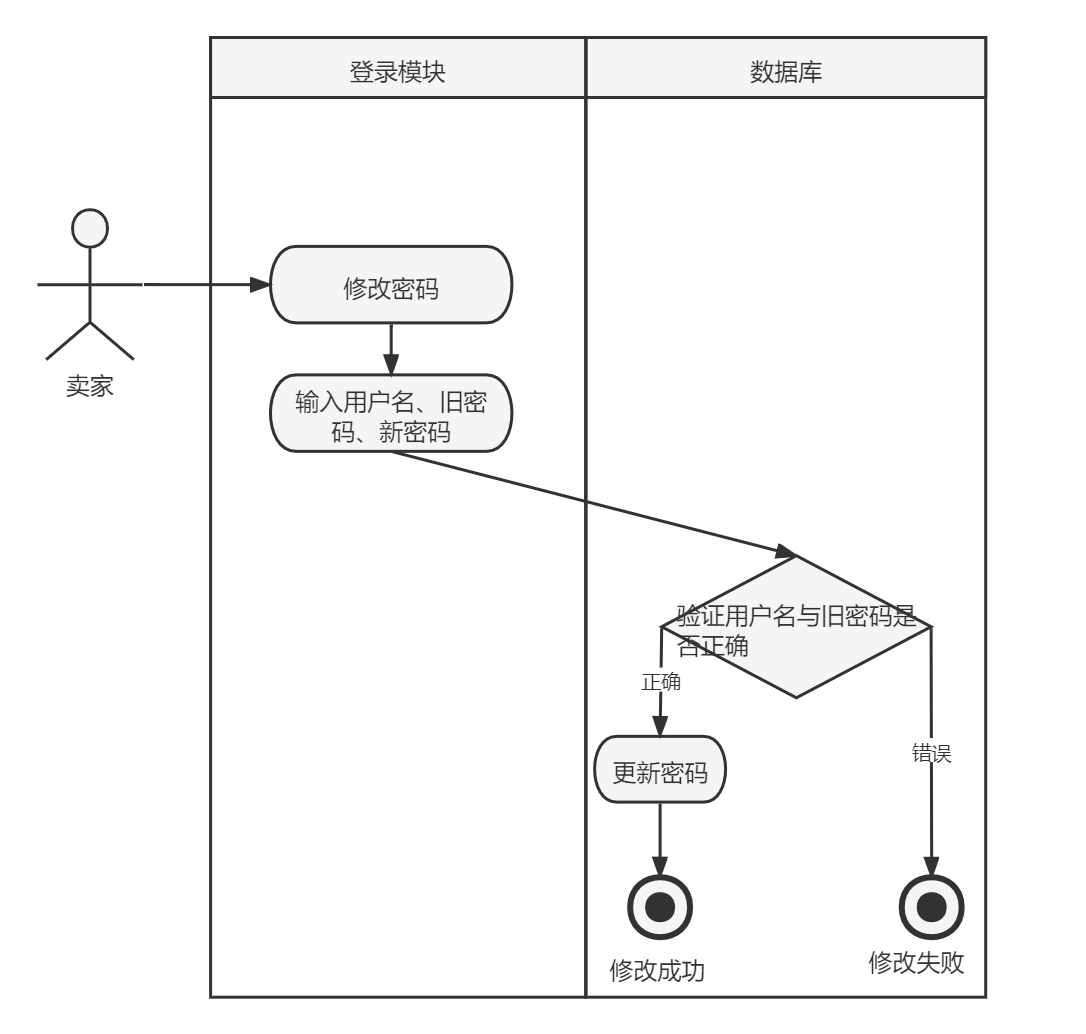 登录模块
数据库
修改密码
卖家
输入用户名、旧密
码、新密码
验证用户名与旧密码是
否正确
正确
错误
更新密码
修改成功
修改失败